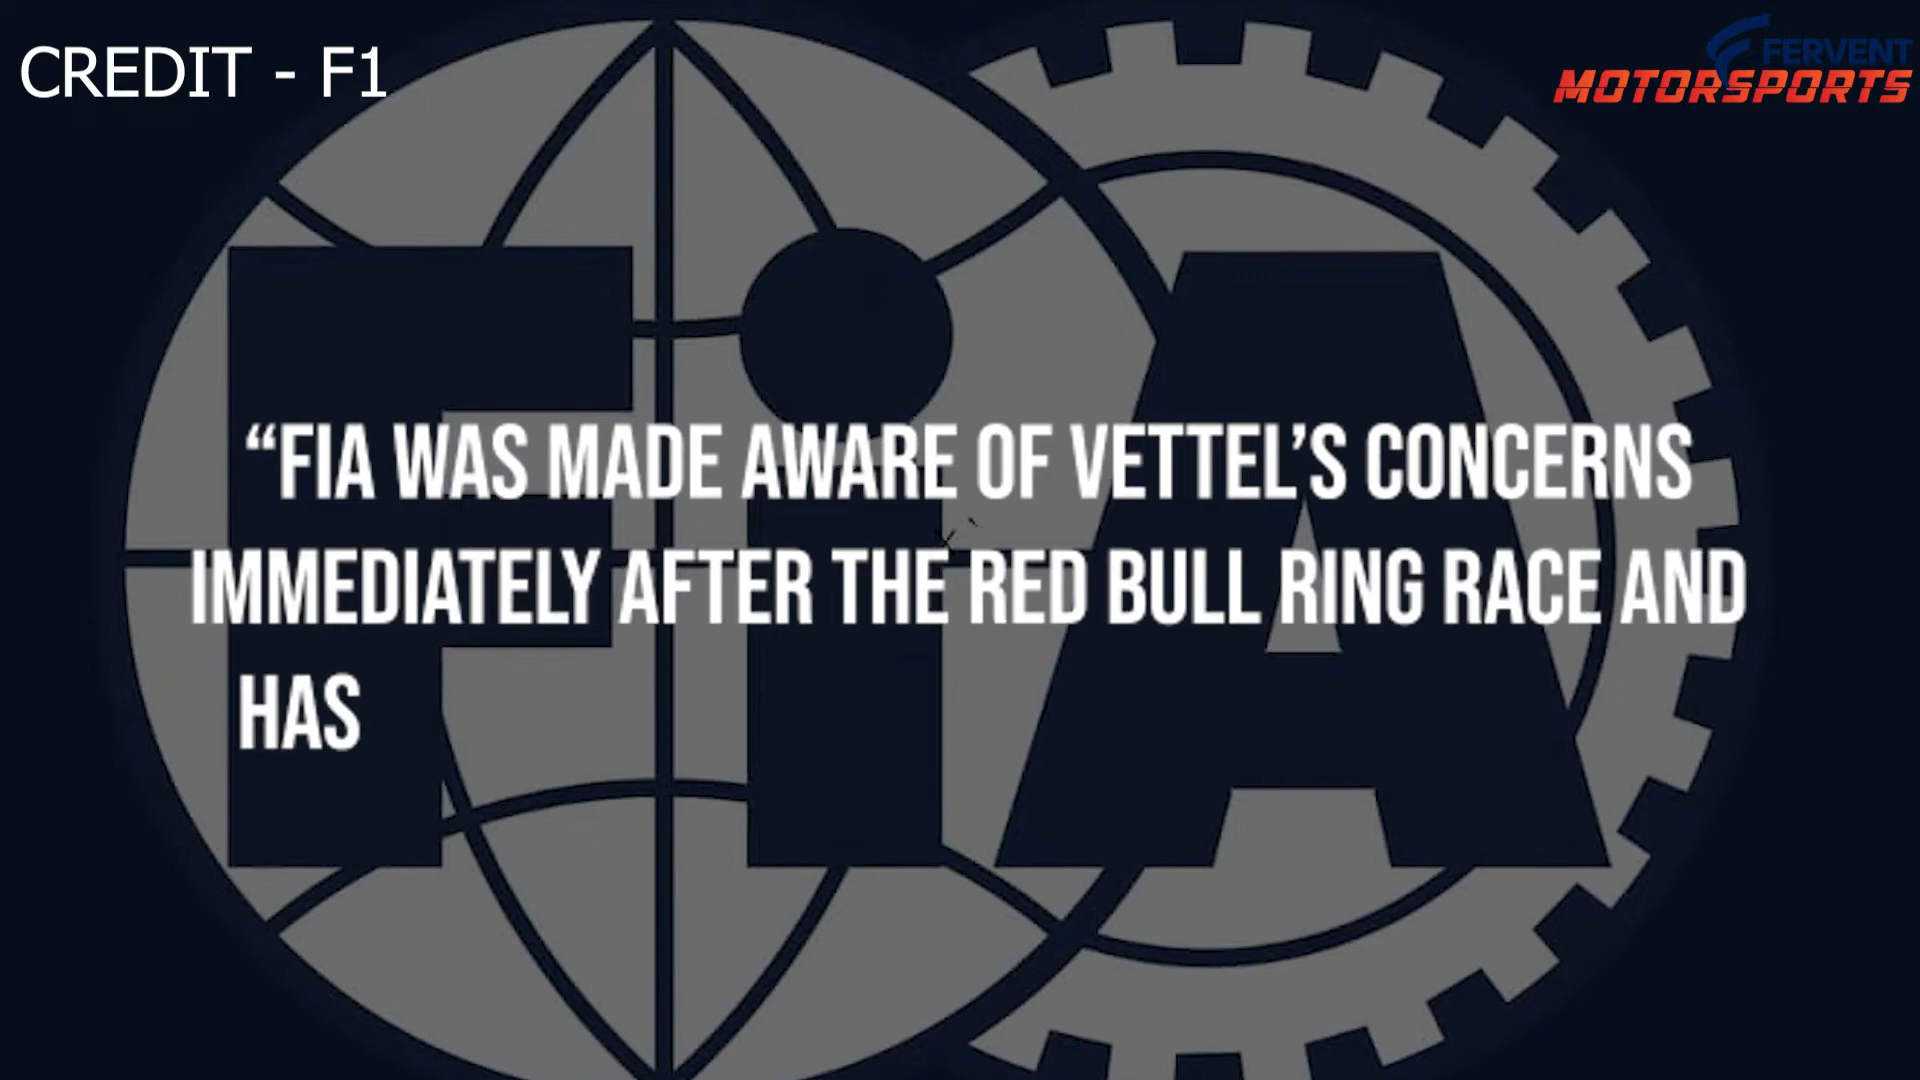 CREDIT - F1
FERVENT
MOTORSPORTS
FiA
“FIA WAS MADE AWARE OF VETTEL’S CONCERNS
IMMEDIATELY AFTER THE RED BULL RING RACE AND
HAS